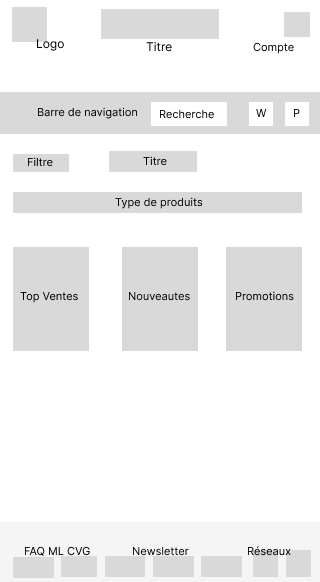 Logo
Titre
Compte
Barre de navigation
Recherche
W
P
Filtre
Titre
Type de produits
Top Ventes
Nouveautes
Promotions
FAQ ML CVG
Newsletter
Réseaux